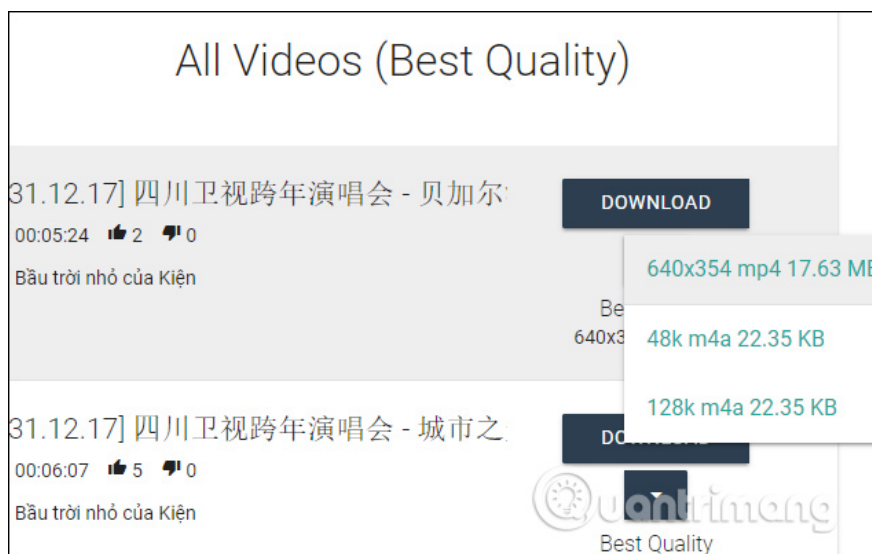 All Videos (Best Quality)
31.12.17] 四川卫视跨年演唱会 - 贝加尔
DOWNLOAD
00:05:24 2 0
640x354 mp4 17.63 MB
Bầu trời nhỏ của Kiện
Be
640x3
48k m4a 22.35 KB
128k m4a 22.35 KB
31.12.17] 四川卫视跨年演唱会 - 城市之
DOWNLOAD
00:06:07 5 0
Bầu trời nhỏ của Kiện
Quantrimang
Best Quality